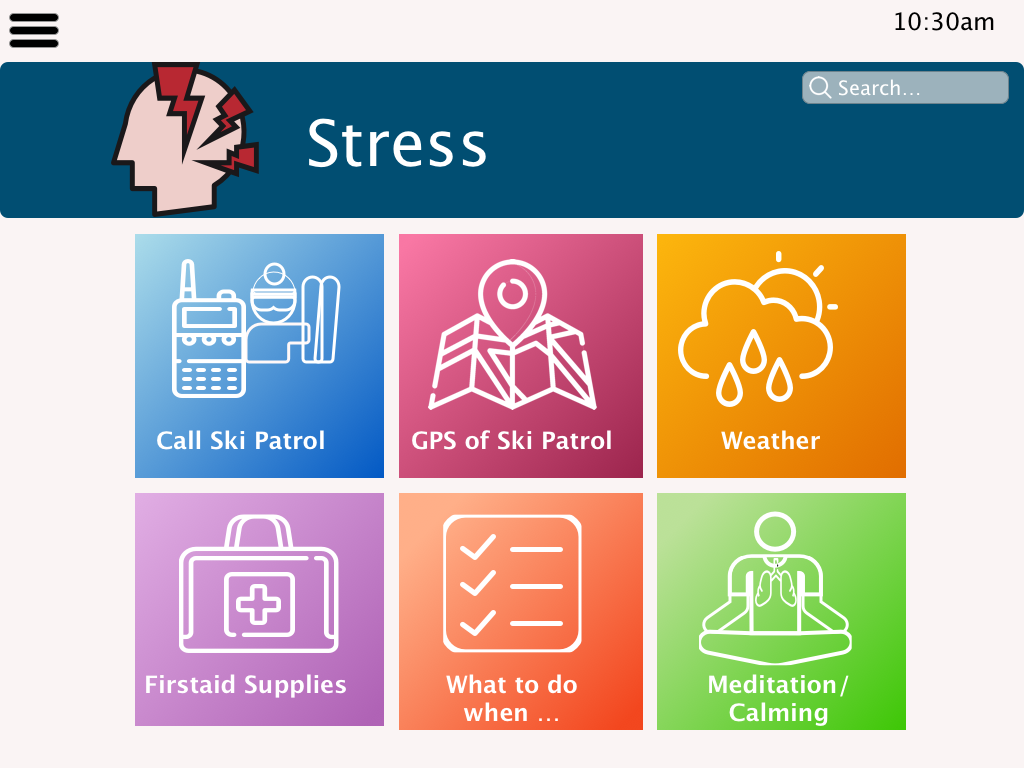 10:30am
Search...
Stress
Call Ski Patrol
GPS of Ski Patrol
Weather
Firstaid Supplies
What to do
when ...
Meditation/
Calming